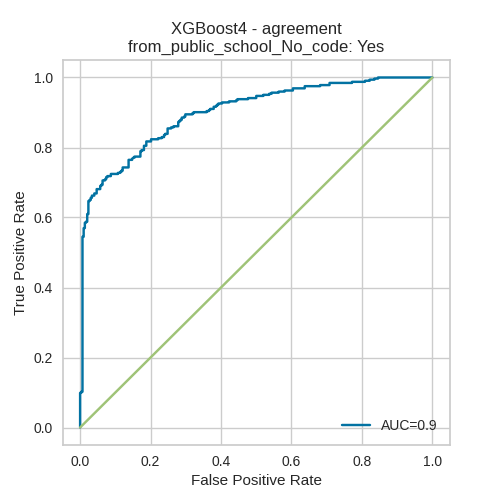 XGBoost4 - agreement
from_public_school_No_code: Yes
1.0
0.8
0.6
0.4
0.2
0.0
True Positive Rate
AUC=0.9
0.0 0.2 0.4 0.6 0.8 1.0
False Positive Rate